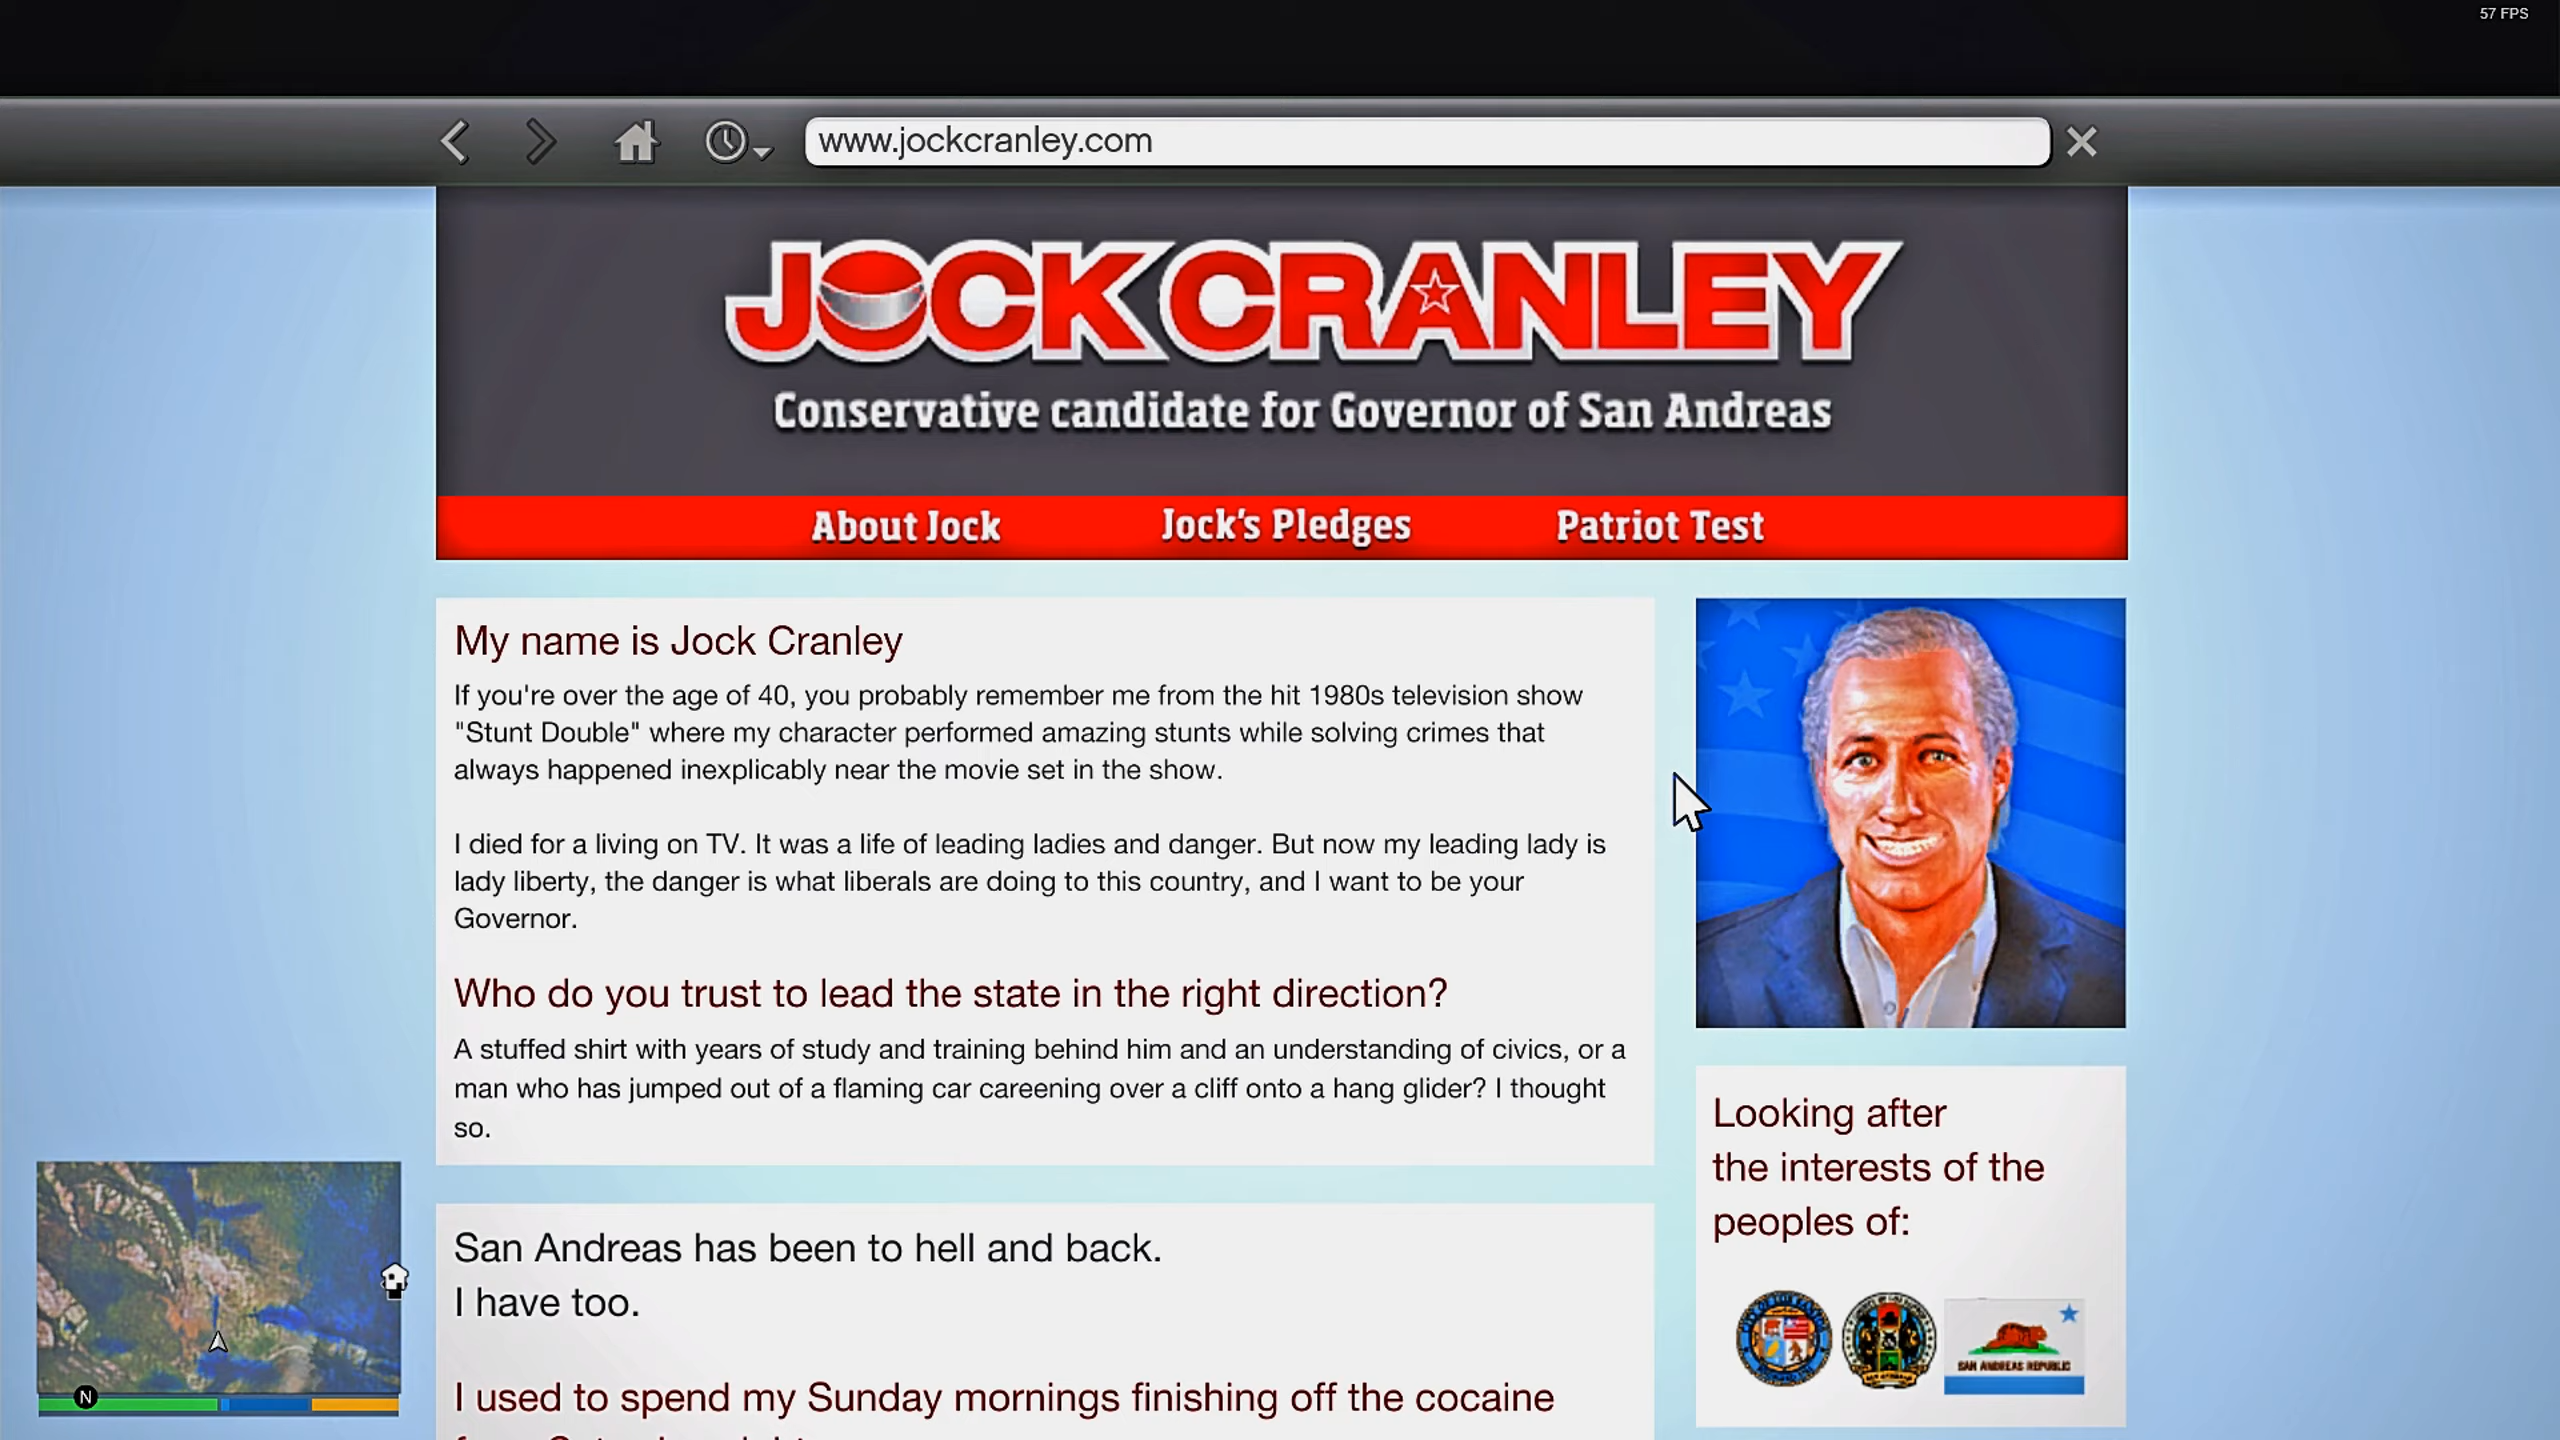 57 FPS
www.jockcranley.com
JOCK CRANLEY
Conservative candidate for Governor of San Andreas
About Jock
Jock's Pledges
Patriot Test
My name is Jock Cranley
If you're over the age of 40, you probably remember me from the hit 1980s television show
"Stunt Double" where my character performed amazing stunts while solving crimes that
always happened inexplicably near the movie set in the show.
I died for a living on TV. It was a life of leading ladies and danger. But now my leading lady is
lady liberty, the danger is what liberals are doing to this country, and I want to be your
Governor.
Who do you trust to lead the state in the right direction?
A stuffed shirt with years of study and training behind him and an understanding of civics, or a
man who has jumped out of a flaming car careening over a cliff onto a hang glider? I thought
so.
San Andreas has been to hell and back.
I have too.
I used to spend my Sunday mornings finishing off the cocaine
Looking after
the interests of the
peoples of:
SAN ANDREAS REPUBLIC
N